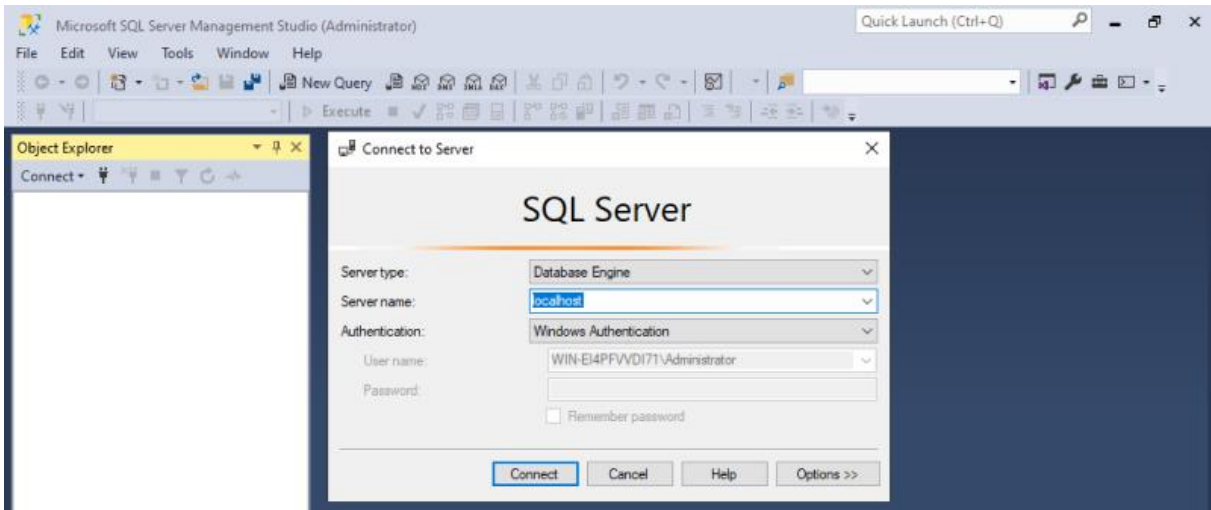 Microsoft SQL Server Management Studio (Administrator) Quick Launch (Ctrl+Q)
File Edit View Tools Window Help
New Query
Execute
Object Explorer
Connect
Connect to Server
SQL Server
Server type: Database Engine
Server name: localhost
Authentication: Windows Authentication
User name: WIN-EI4PFVVDI71\Administrator
Password:
Remember password
Connect Cancel Help Options >>